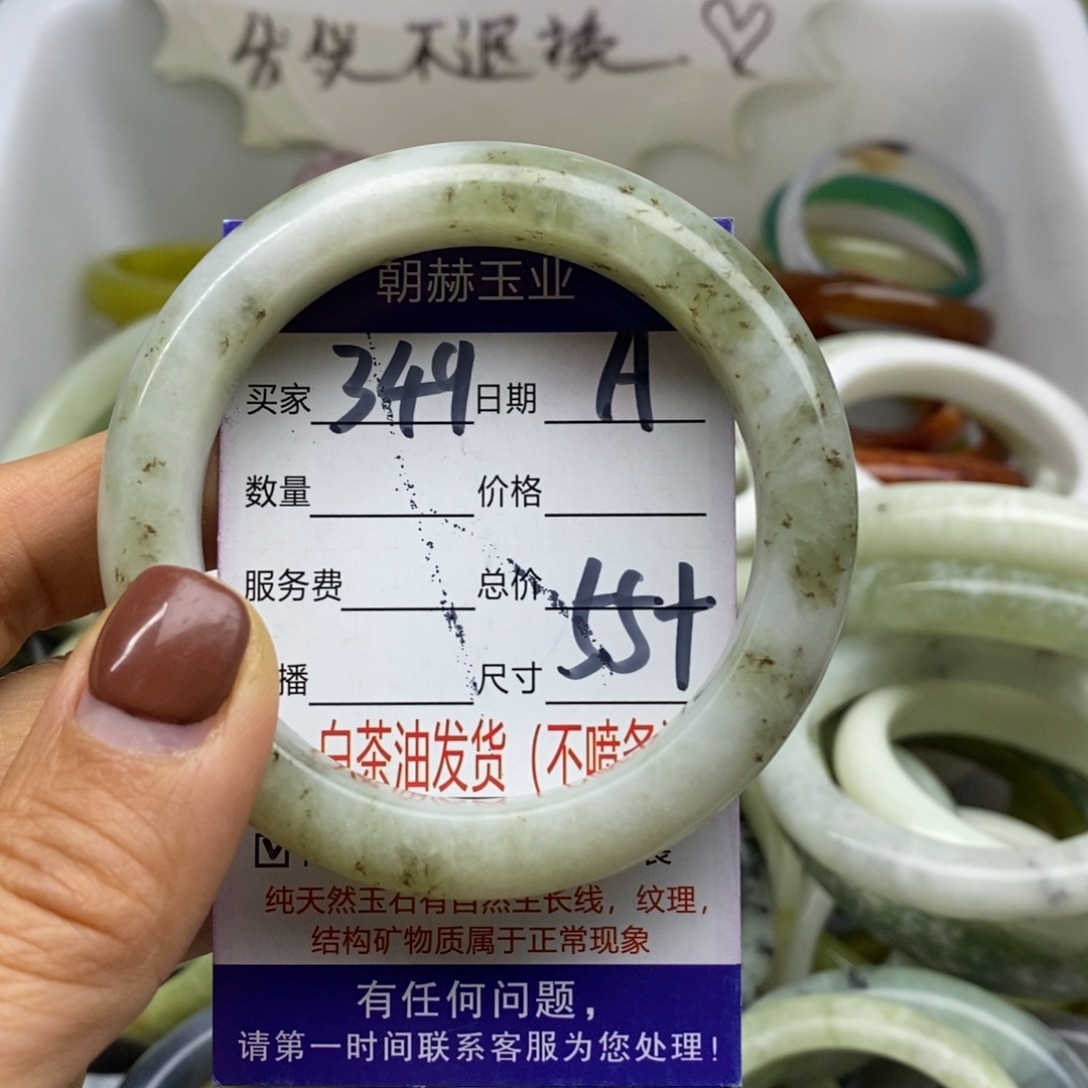 不退换
朝赫玉业
买家 349 日期 A
数量 价格
服务费 总价
播 尺寸 55+
白茶油发货（不喷
纯天然玉石有自然生长线，纹理，
结构矿物质属于正常现象
有任何问题，
请第一时间联系客服为您处理！